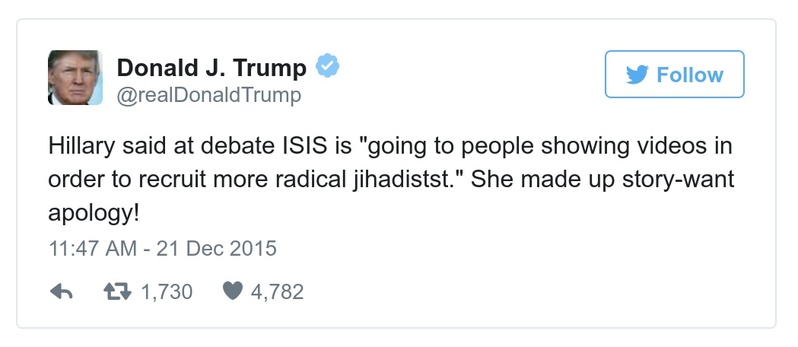 Donald J. Trump
@realDonaldTrump
Follow
Hillary said at debate ISIS is "going to people showing videos in
order to recruit more radical jihadistst." She made up story-want
apology!
11:47 AM - 21 Dec 2015
1,730 4,782